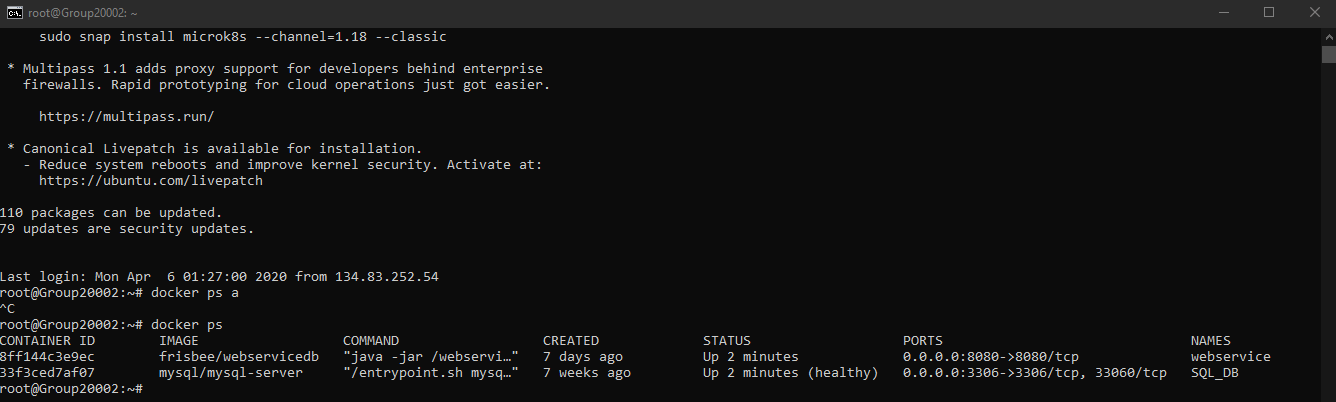 root@Group20002: ~
sudo snap install microk8s --channel=1.18 --classic
* Multipass 1.1 adds proxy support for developers behind enterprise
firewalls. Rapid prototyping for cloud operations just got easier.
https://multipass.run/
* Canonical Livepatch is available for installation.
- Reduce system reboots and improve kernel security. Activate at:
https://ubuntu.com/livepatch
110 packages can be updated.
79 updates are security updates.
Last login: Mon Apr  6 01:27:00 2020 from 134.83.252.54
root@Group20002:~# docker ps a
^C
root@Group20002:~# docker ps
CONTAINER ID        IMAGE                  COMMAND                  CREATED             STATUS                   PORTS                               NAMES
8ff144c3e9ec        frisbee/webservicedb   "java -jar /webservi…"   7 days ago          Up 2 minutes             0.0.0.0:8080->8080/tcp              webservice
33f3ced7af07        mysql/mysql-server     "/entrypoint.sh mysq…"   7 weeks ago         Up 2 minutes (healthy)   0.0.0.0:3306->3306/tcp, 33060/tcp   SQL_DB
root@Group20002:~#